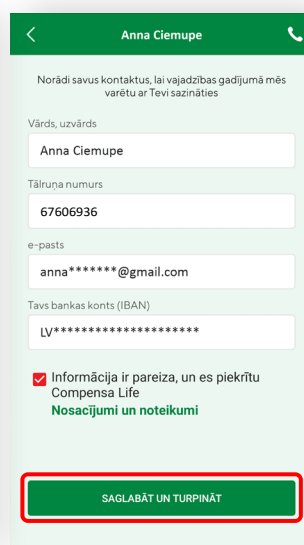 Anna Ciemupe
Norādi savus kontaktus, lai vajadzības gadījumā mēs
varētu ar Tevi sazināties
Vārds, uzvārds
Anna Ciemupe
Tālruņa numurs
67606936
e-pasts
anna*******@gmail.com
Tavs bankas konts (IBAN)
LV*********************
Informācija ir pareiza, un es piekrītu
Compensa Life
Nosacījumi un noteikumi
SAGLABĀT UN TURPINĀT